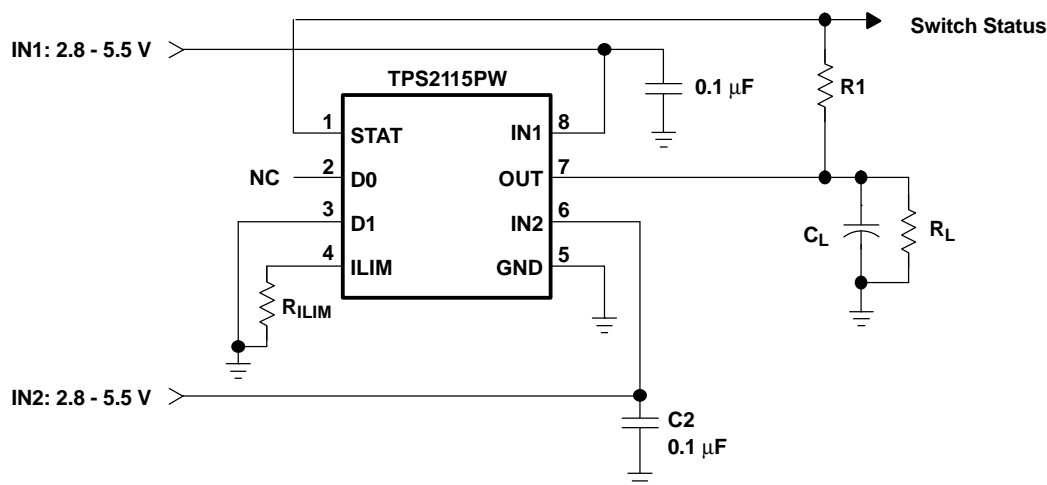 Switch Status
IN1: 2.8 - 5.5 V
TPS2115PW
0.1 µF
R1
1
STAT
IN1
8
NC
2
D0
OUT
7
3
D1
IN2
6
4
ILIM
GND
5
CL
RL
RILIM
IN2: 2.8 - 5.5 V
C2
0.1 µF